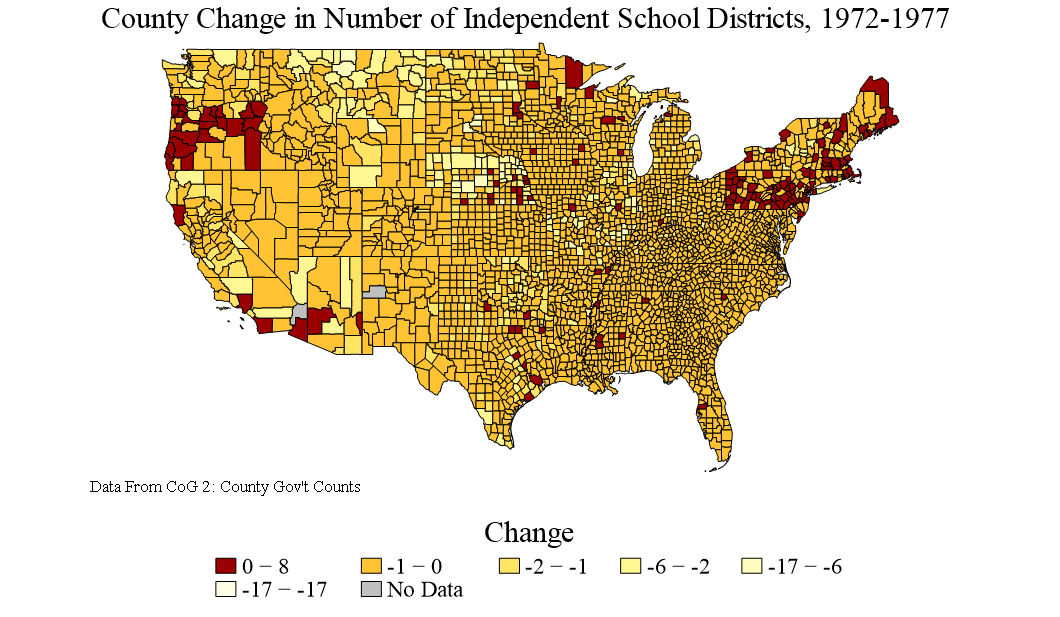 County Change in Number of Independent School Districts, 1972-1977
Data From CoG 2: County Gov't Counts
Change
0 − 8 -1 − 0 -2 − -1 -6 − -2 -17 − -6
-17 − -17 No Data